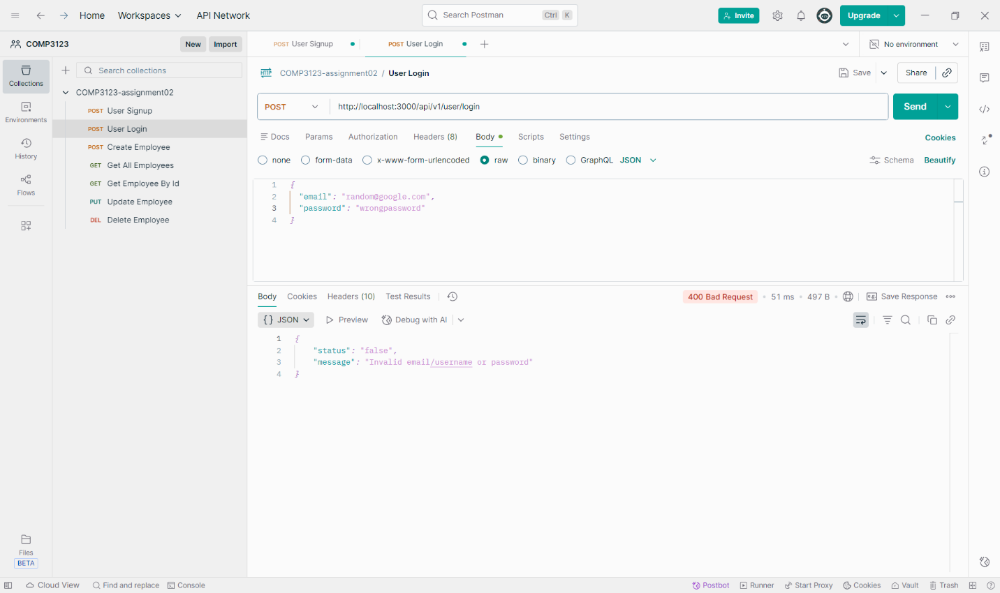 Home
Workspaces
API Network
Search Postman
Ctrl
K
Invite
Upgrade
COMP3123
New
Import
POST User Signup
POST User Login
No environment
Collections
Environments
History
Flows
Files
BETA
Search collections
COMP3123-assignment02
POST User Signup
POST User Login
POST Create Employee
GET Get All Employees
GET Get Employee By Id
PUT Update Employee
DEL Delete Employee
HTTP COMP3123-assignment02 / User Login
Save
Share
POST
http://localhost:3000/api/v1/user/login
Send
Docs
Params
Authorization
Headers (8)
Body
Scripts
Settings
Cookies
none
form-data
x-www-form-urlencoded
raw
binary
GraphQL
JSON
Schema
Beautify
1 {
2 "email": "random@google.com",
3 "password": "wrongpassword"
4 }
Body
Cookies
Headers (10)
Test Results
400 Bad Request
51 ms
497 B
e.g.
Save Response
{ } JSON
Preview
Debug with AI
1 {
2 "status": "false",
3 "message": "Invalid email/username or password"
4 }
Cloud View
Find and replace
Console
Postbot
Runner
Start Proxy
Cookies
Vault
Trash